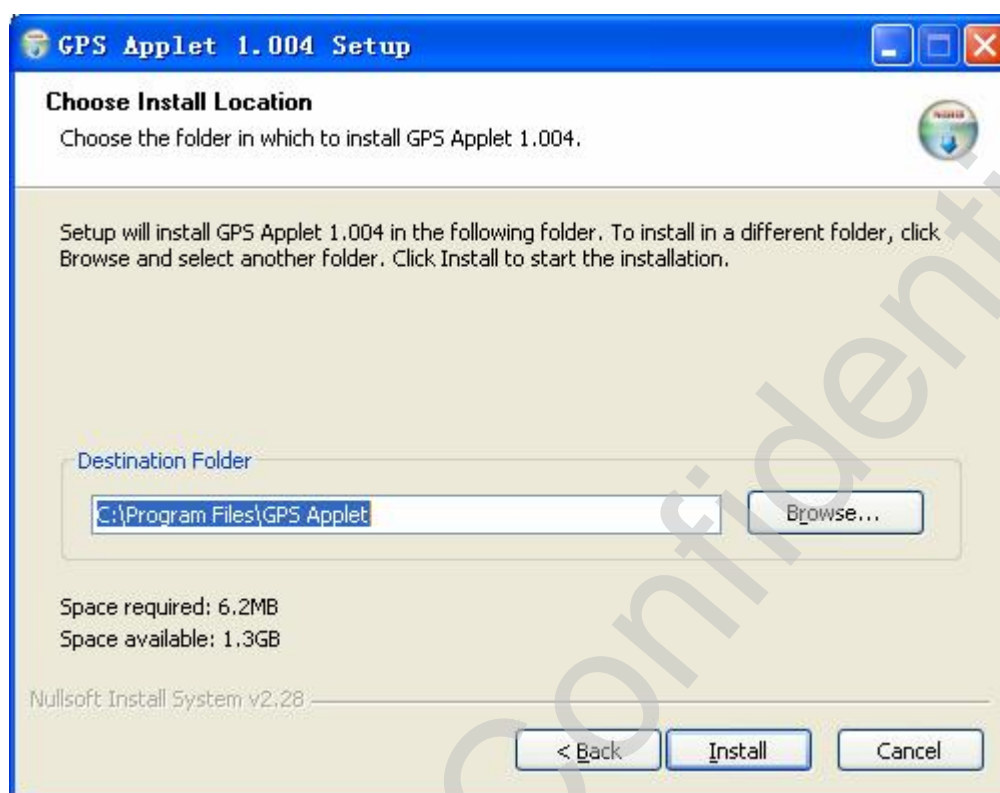 GPS Applet 1.004 Setup
Choose Install Location
Choose the folder in which to install GPS Applet 1.004.
Setup will install GPS Applet 1.004 in the following folder. To install in a different folder, click
Browse and select another folder. Click Install to start the installation.
Destination Folder
C:\Program Files\GPS Applet
Browse...
Space required: 6.2MB
Space available: 1.3GB
Nullsoft Install System v2.28
< Back
Install
Cancel